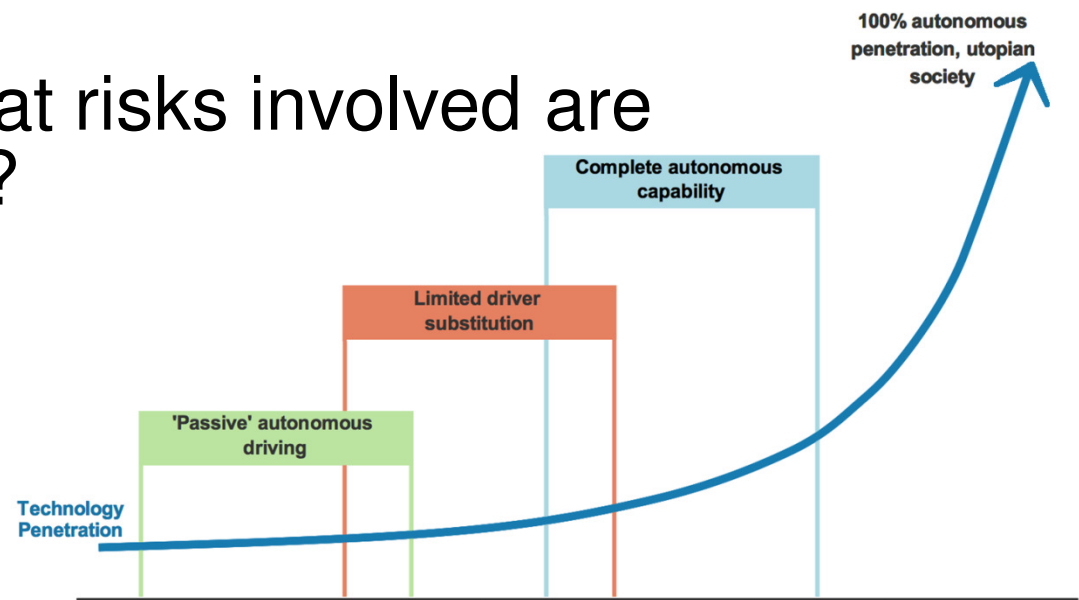 at risks involved are
?
100% autonomous
penetration, utopian
society
Complete autonomous
capability
Limited driver
substitution
'Passive' autonomous
driving
Technology
Penetration